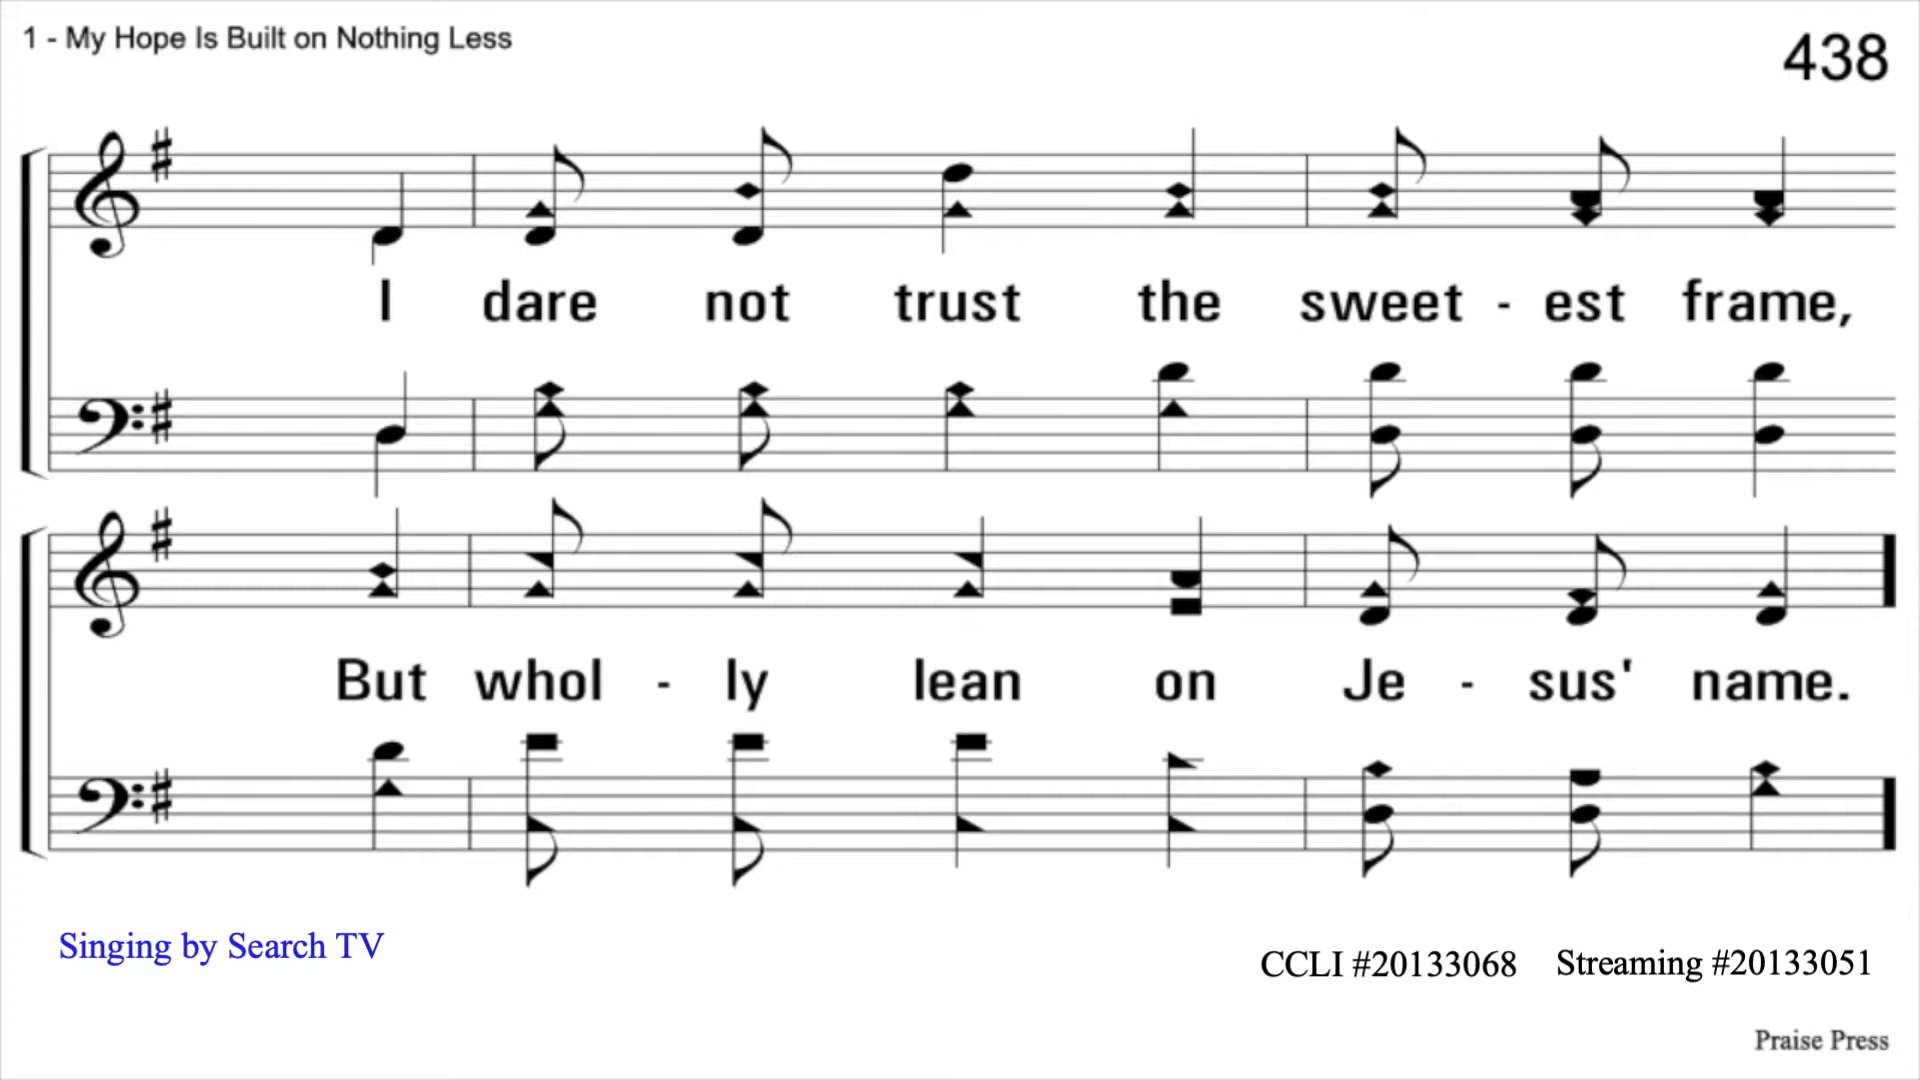 1 - My Hope Is Built on Nothing Less
438
I dare not trust the sweet - est frame,
But whol - ly lean on Je - sus' name.
Singing by Search TV
CCLI #20133068 Streaming #20133051
Praise Press